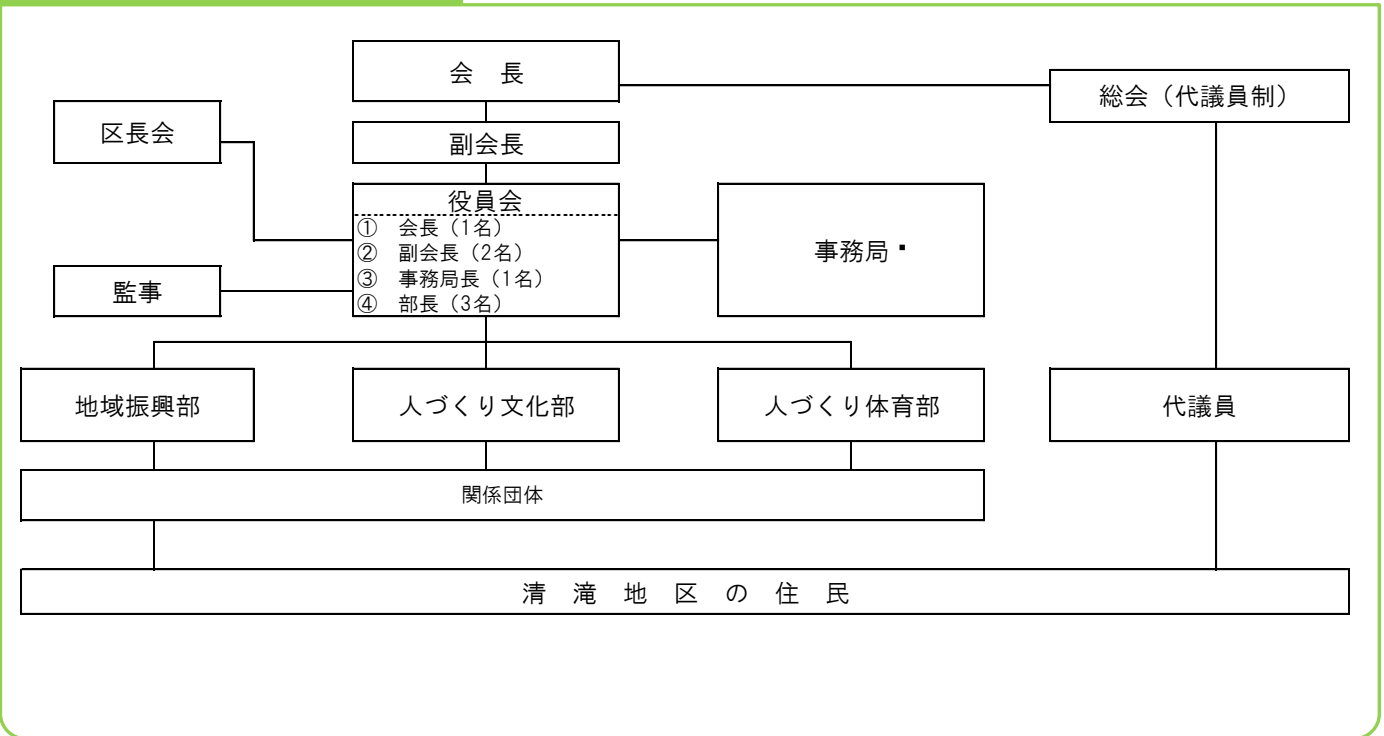 会　長
総会（代議員制）
区長会
副会長
役員会
①　会長（1名）
②　副会長（2名）
③　事務局長（1名）
④　部長（3名）
事務局▪
監事
地域振興部
人づくり文化部
人づくり体育部
代議員
関係団体
清　滝　地　区　の　住　民